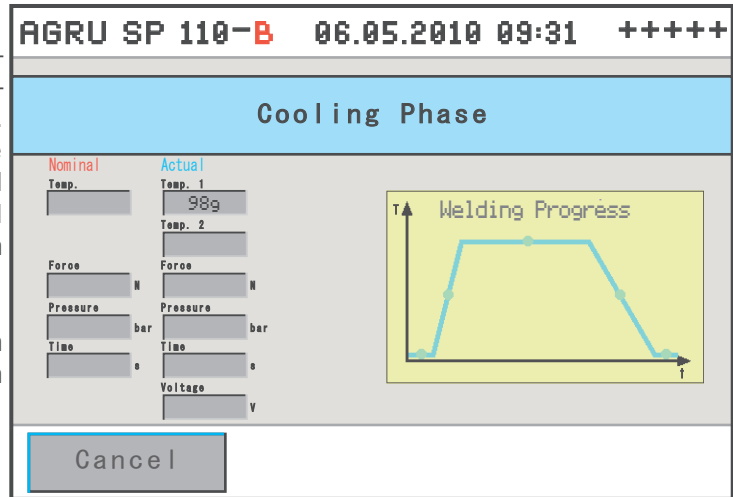 AGRU SP 110-B 06.05.2010 09:31 +++++
Cooling Phase
Nominal Actual
Temp. Temp. 1
98g
Temp. 2
Force N Force N
Pressure bar Pressure bar
Time s Time s
Voltage V
T Welding Progress
t
Cancel